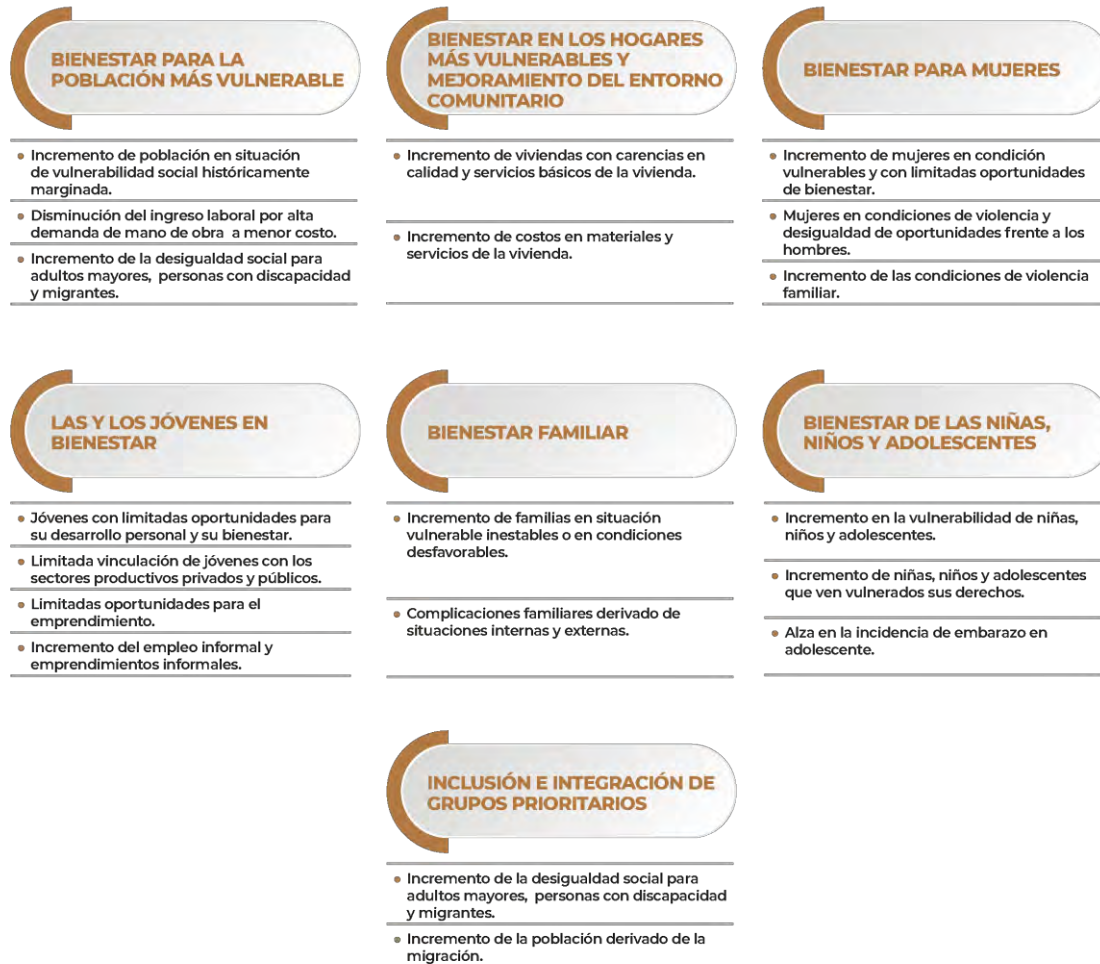 BIENESTAR PARA LA
POBLACIÓN MÁS VULNERABLE
• Incremento de población en situación
de vulnerabilidad social históricamente
marginada.
• Disminución del ingreso laboral por alta
demanda de mano de obra a menor costo.
• Incremento de la desigualdad social para
adultos mayores, personas con discapacidad
y migrantes.
BIENESTAR EN LOS HOGARES
MÁS VULNERABLES Y
MEJORAMIENTO DEL ENTORNO
COMUNITARIO
• Incremento de viviendas con carencias en
calidad y servicios básicos de la vivienda.
• Incremento de costos en materiales y
servicios de la vivienda.
BIENESTAR PARA MUJERES
• Incremento de mujeres en condición
vulnerables y con limitadas oportunidades
de bienestar.
• Mujeres en condiciones de violencia y
desigualdad de oportunidades frente a los
hombres.
• Incremento de las condiciones de violencia
familiar.
LAS Y LOS JÓVENES EN
BIENESTAR
• Jóvenes con limitadas oportunidades para
su desarrollo personal y su bienestar.
• Limitada vinculación de jóvenes con los
sectores productivos privados y públicos.
• Limitadas oportunidades para el
emprendimiento.
• Incremento del empleo informal y
emprendimientos informales.
BIENESTAR FAMILIAR
• Incremento de familias en situación
vulnerable inestables o en condiciones
desfavorables.
• Complicaciones familiares derivado de
situaciones internas y externas.
BIENESTAR DE LAS NIÑAS,
NIÑOS Y ADOLESCENTES
• Incremento en la vulnerabilidad de niñas,
niños y adolescentes.
• Incremento de niñas, niños y adolescentes
que ven vulnerados sus derechos.
• Alza en la incidencia de embarazo en
adolescente.
INCLUSIÓN E INTEGRACIÓN DE
GRUPOS PRIORITARIOS
• Incremento de la desigualdad social para
adultos mayores, personas con discapacidad
y migrantes.
• Incremento de la población derivado de la
migración.